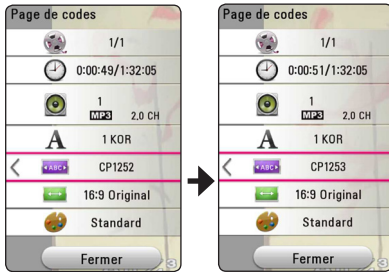 Page de codes
1/1
0:00:49/1:32:05
1
MP3 2.0 CH
A 1 KOR
ABC CP1252
16:9 Original
Standard
Fermer
Page de codes
1/1
0:00:51/1:32:05
1
MP3 2.0 CH
A 1 KOR
ABC CP1253
16:9 Original
Standard
Fermer